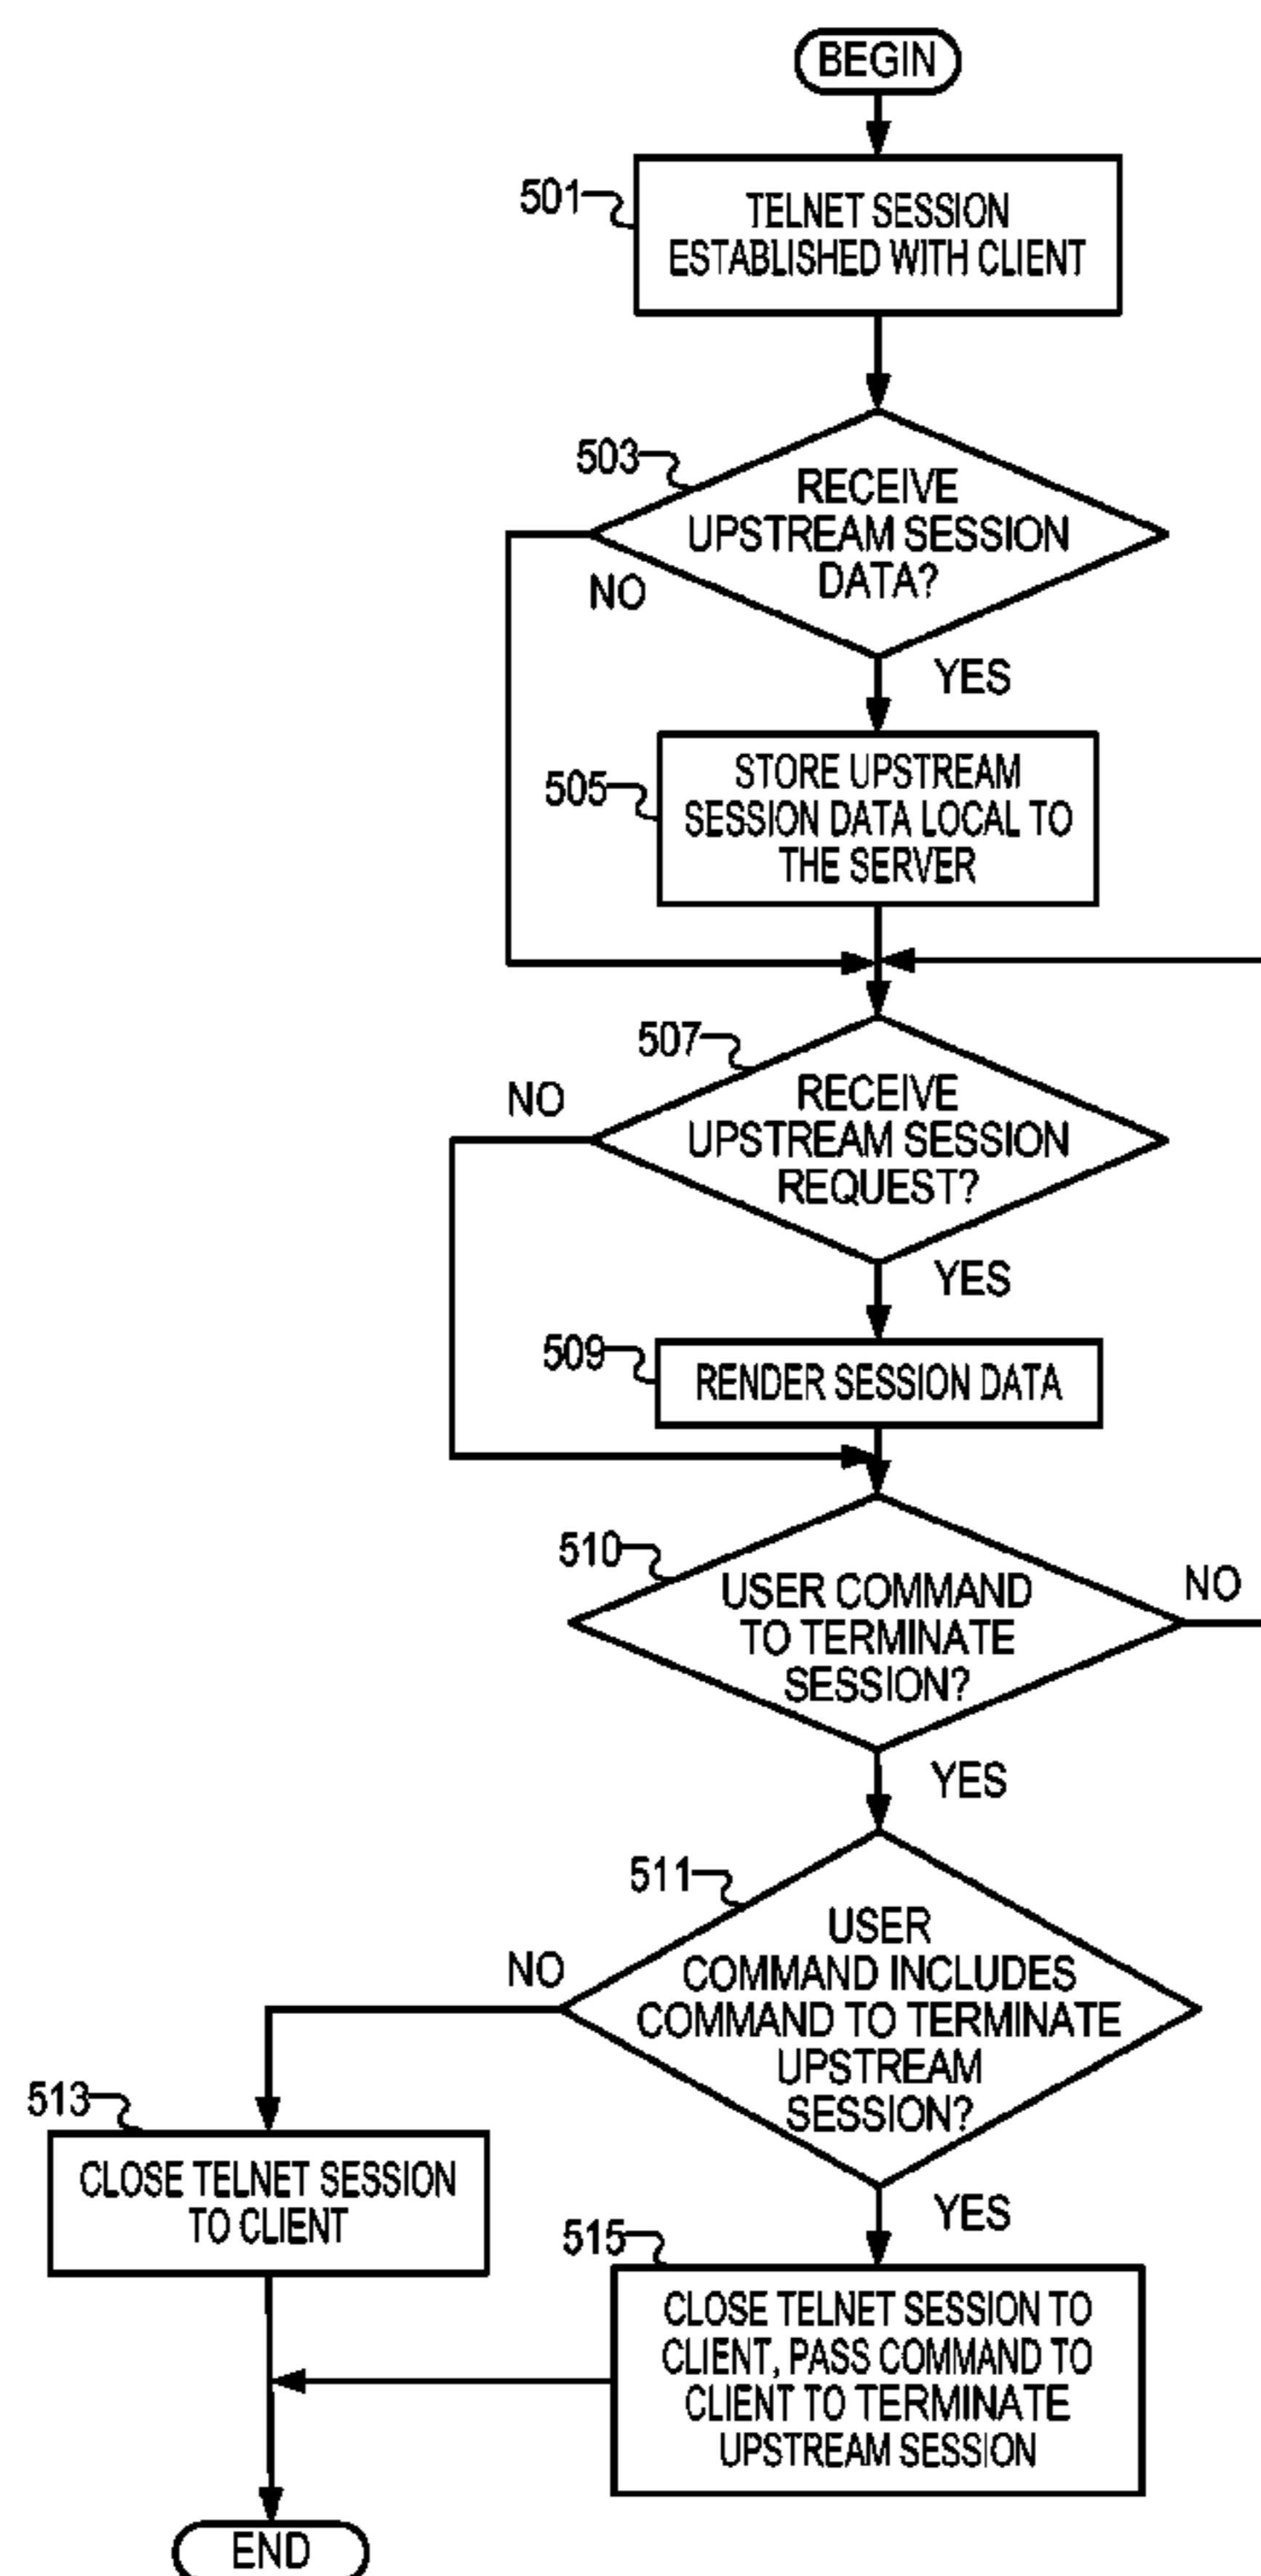 BEGIN
501
TELNET SESSION
ESTABLISHED WITH CLIENT
503
RECEIVE
UPSTREAM SESSION
DATA?
NO
YES
505
STORE UPSTREAM
SESSION DATA LOCAL TO
THE SERVER
507
NO
RECEIVE
UPSTREAM SESSION
REQUEST?
YES
509
RENDER SESSION DATA
510
USER COMMAND
TO TERMINATE
SESSION?
NO
YES
511
NO
USER
COMMAND INCLUDES
COMMAND TO TERMINATE
UPSTREAM
SESSION?
YES
513
CLOSE TELNET SESSION
TO CLIENT
515
CLOSE TELNET SESSION TO
CLIENT, PASS COMMAND TO
CLIENT TO TERMINATE
UPSTREAM SESSION
END